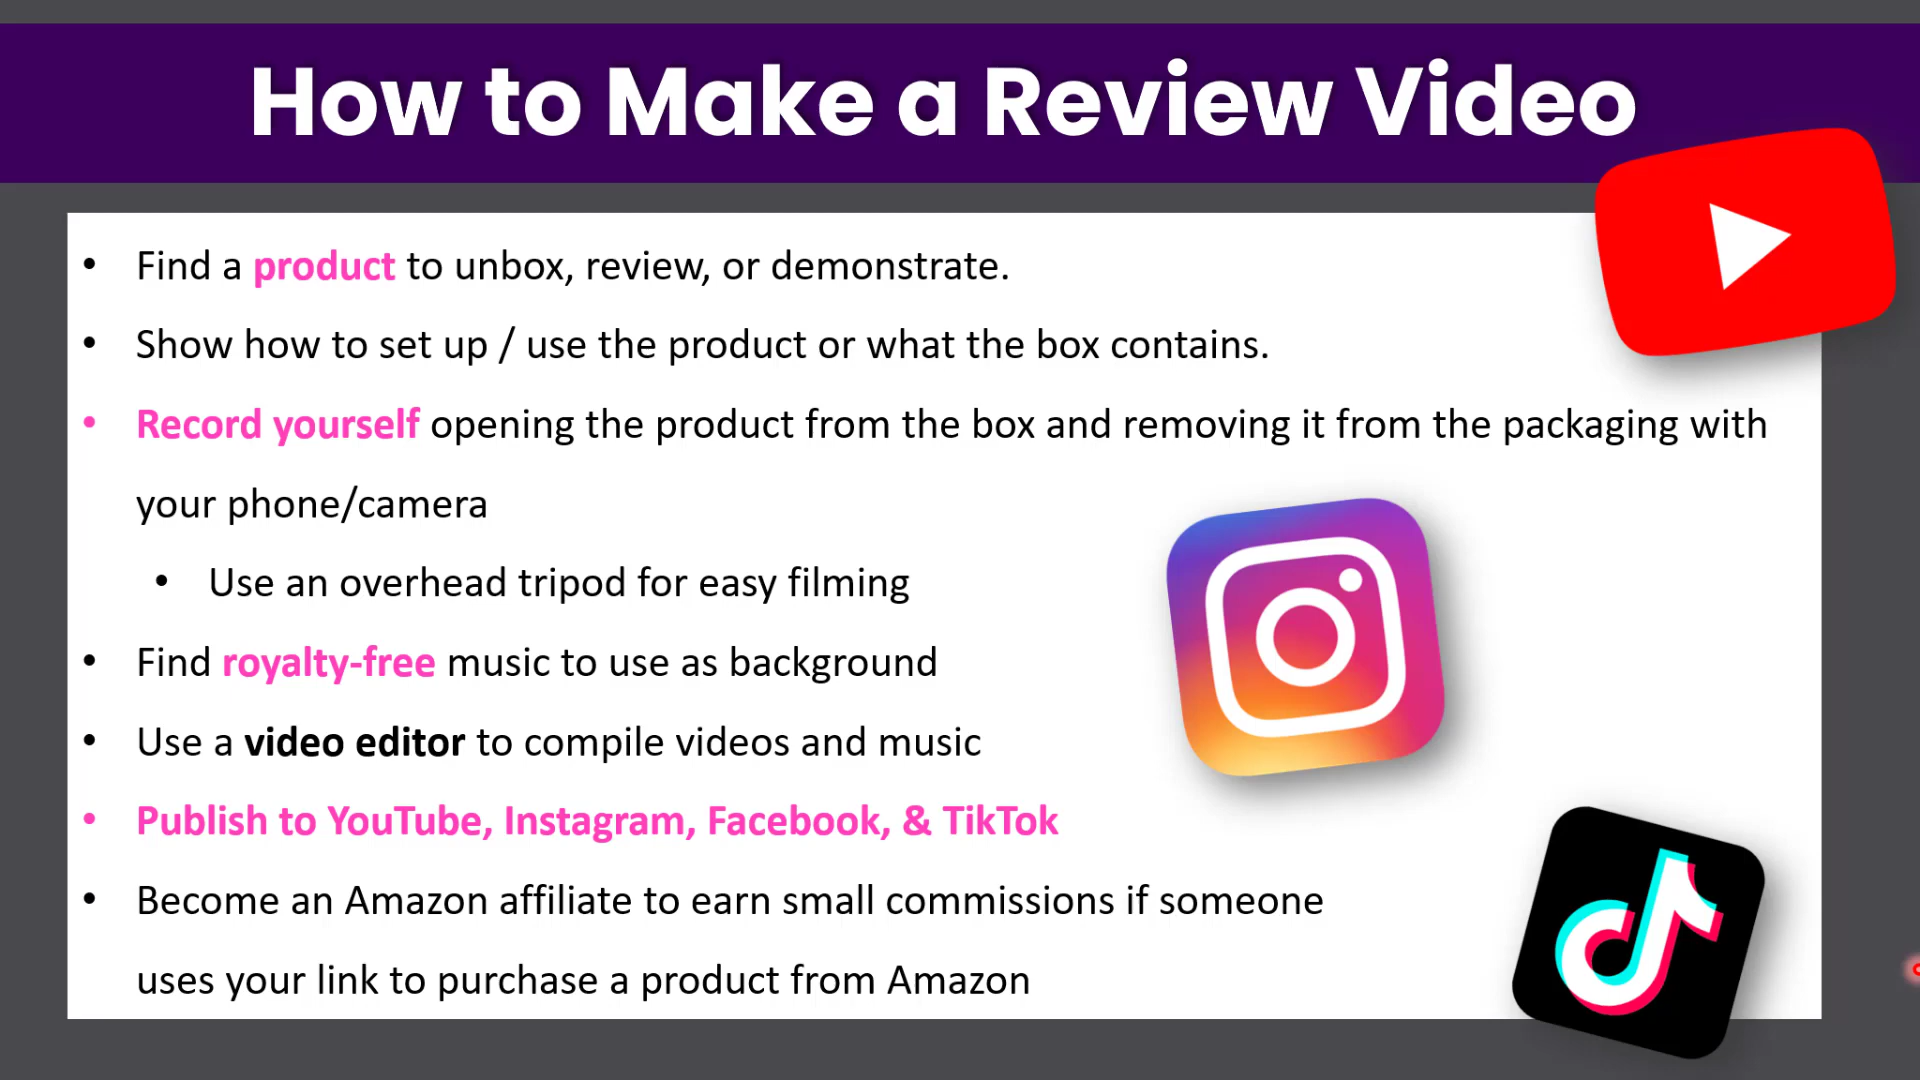 How to Make a Review Video
• Find a product to unbox, review, or demonstrate.
• Show how to set up / use the product or what the box contains.
• Record yourself opening the product from the box and removing it from the packaging with
your phone/camera
• Use an overhead tripod for easy filming
• Find royalty-free music to use as background
• Use a video editor to compile videos and music
• Publish to YouTube, Instagram, Facebook, & TikTok
• Become an Amazon affiliate to earn small commissions if someone
uses your link to purchase a product from Amazon